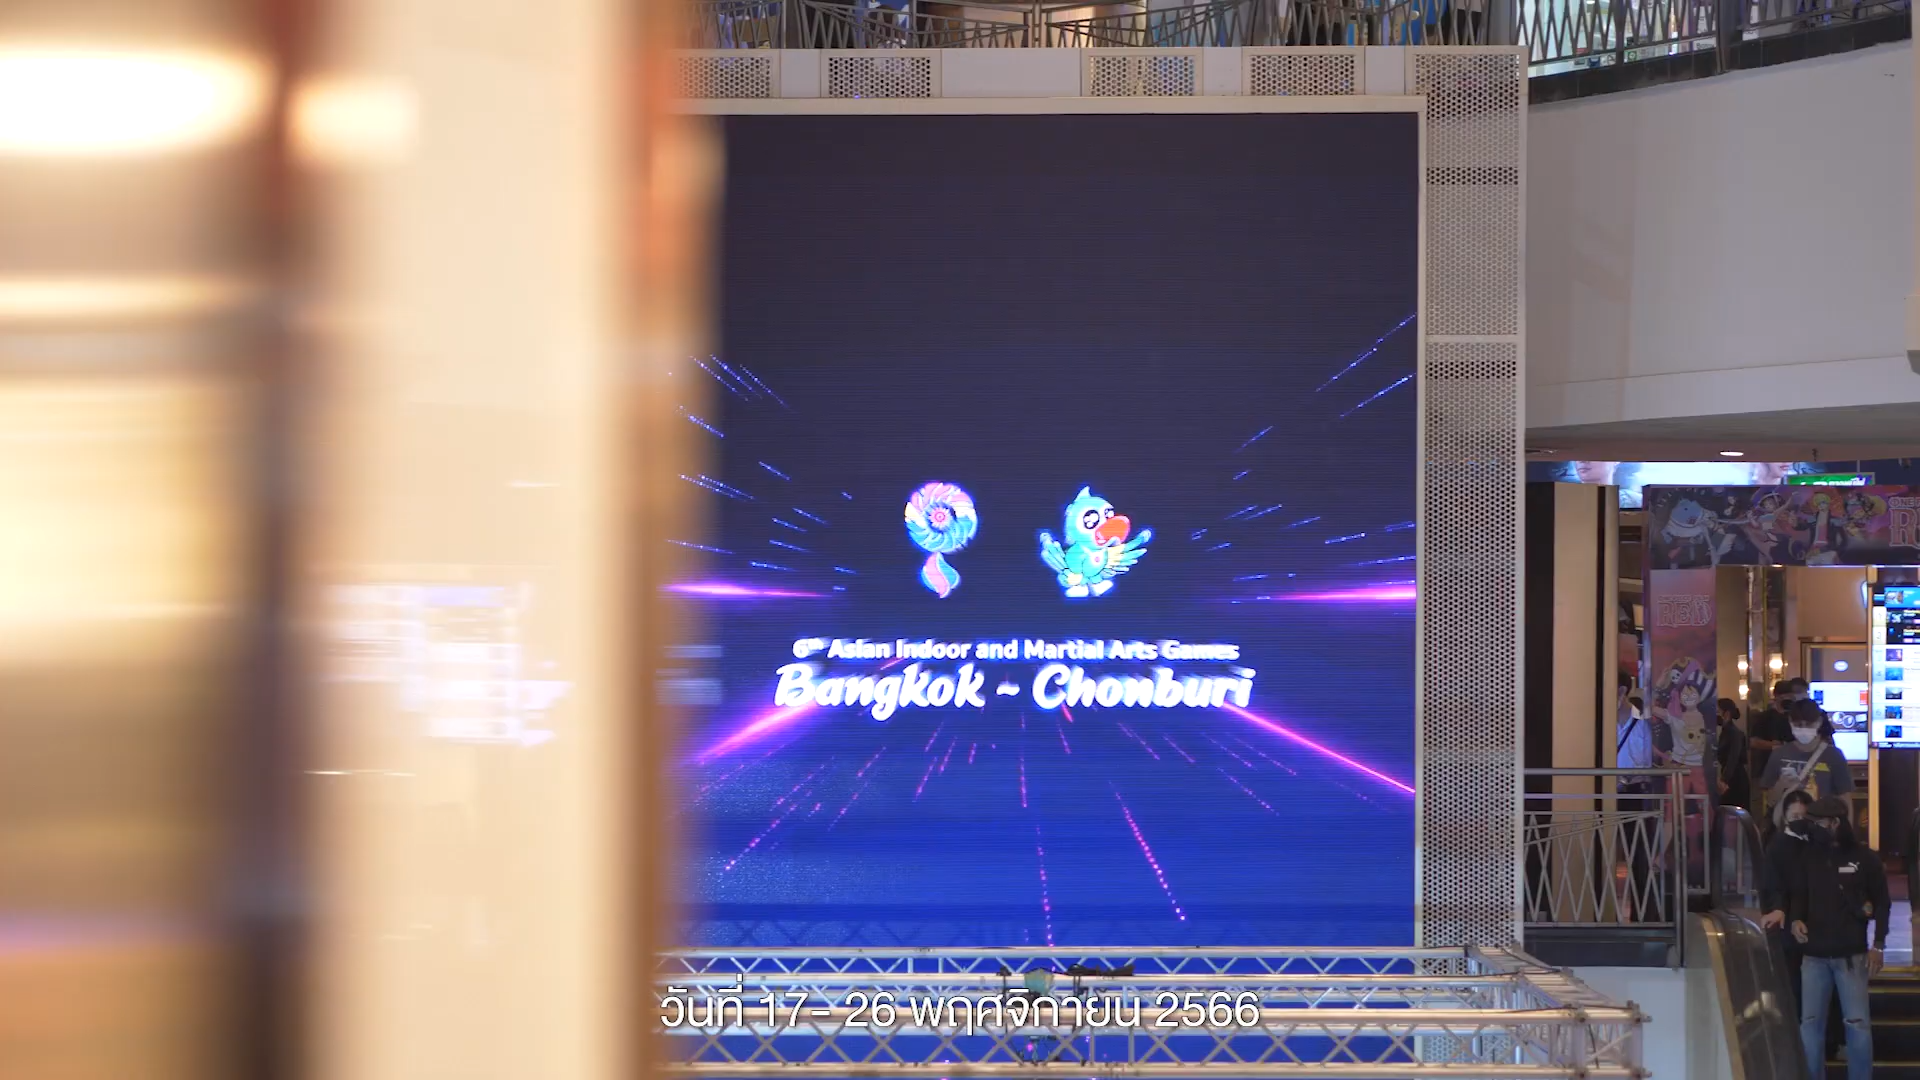 6th Asian Indoor and Martial Arts Games
Bangkok ~ Chonburi
RED
วันที่ 17- 26 พฤศจิกายน 2566